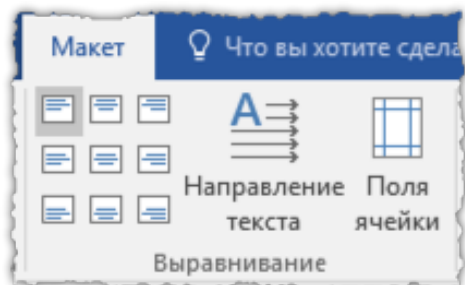 Макет
Что вы хотите сдела
Направление
текста
Поля
ячейки
Выравнивание